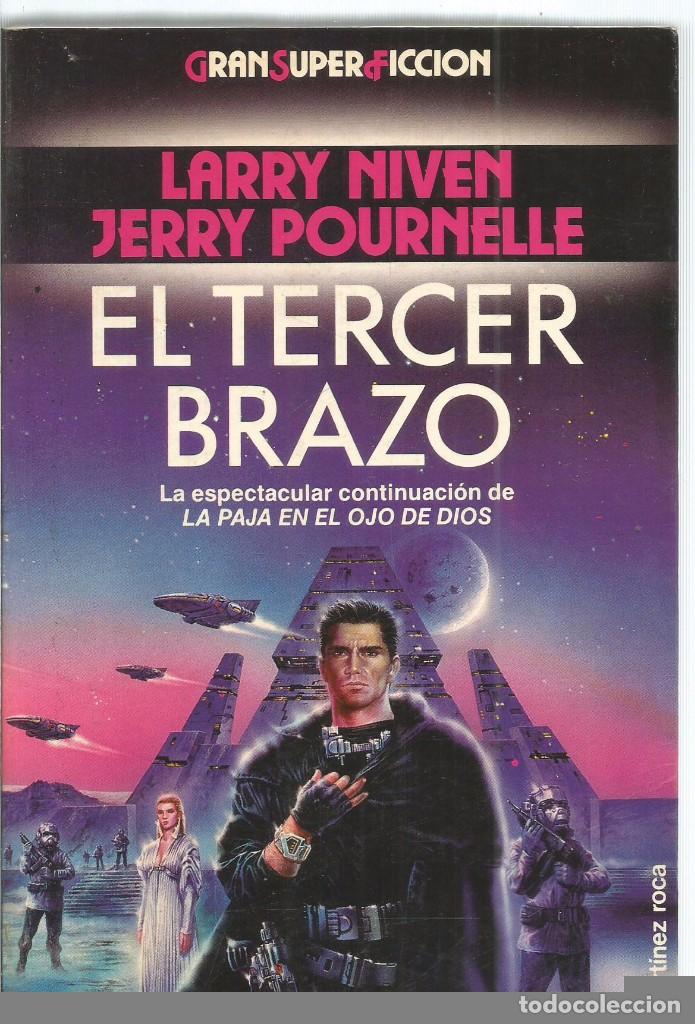 GRANSUPERFICCION
LARRY NIVEN
JERRY POURNELLE
EL TERCER
BRAZO
La espectacular continuación de
LA PAJA EN EL OJO DE DIOS
tínez roca
todocoleccion